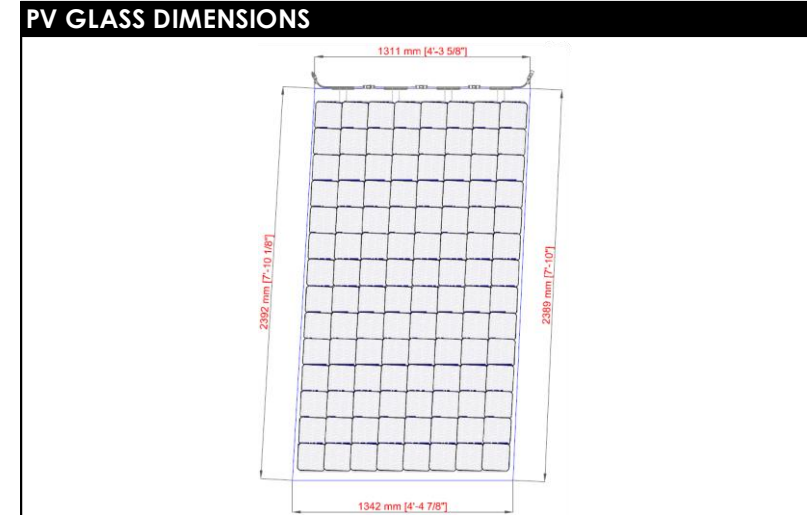 PV GLASS DIMENSIONS
1311 mm [4'-3 5/8"]
2392 mm [7'-10 1/8"]
2389 mm [7'-10"]
1342 mm [4'-4 7/8"]